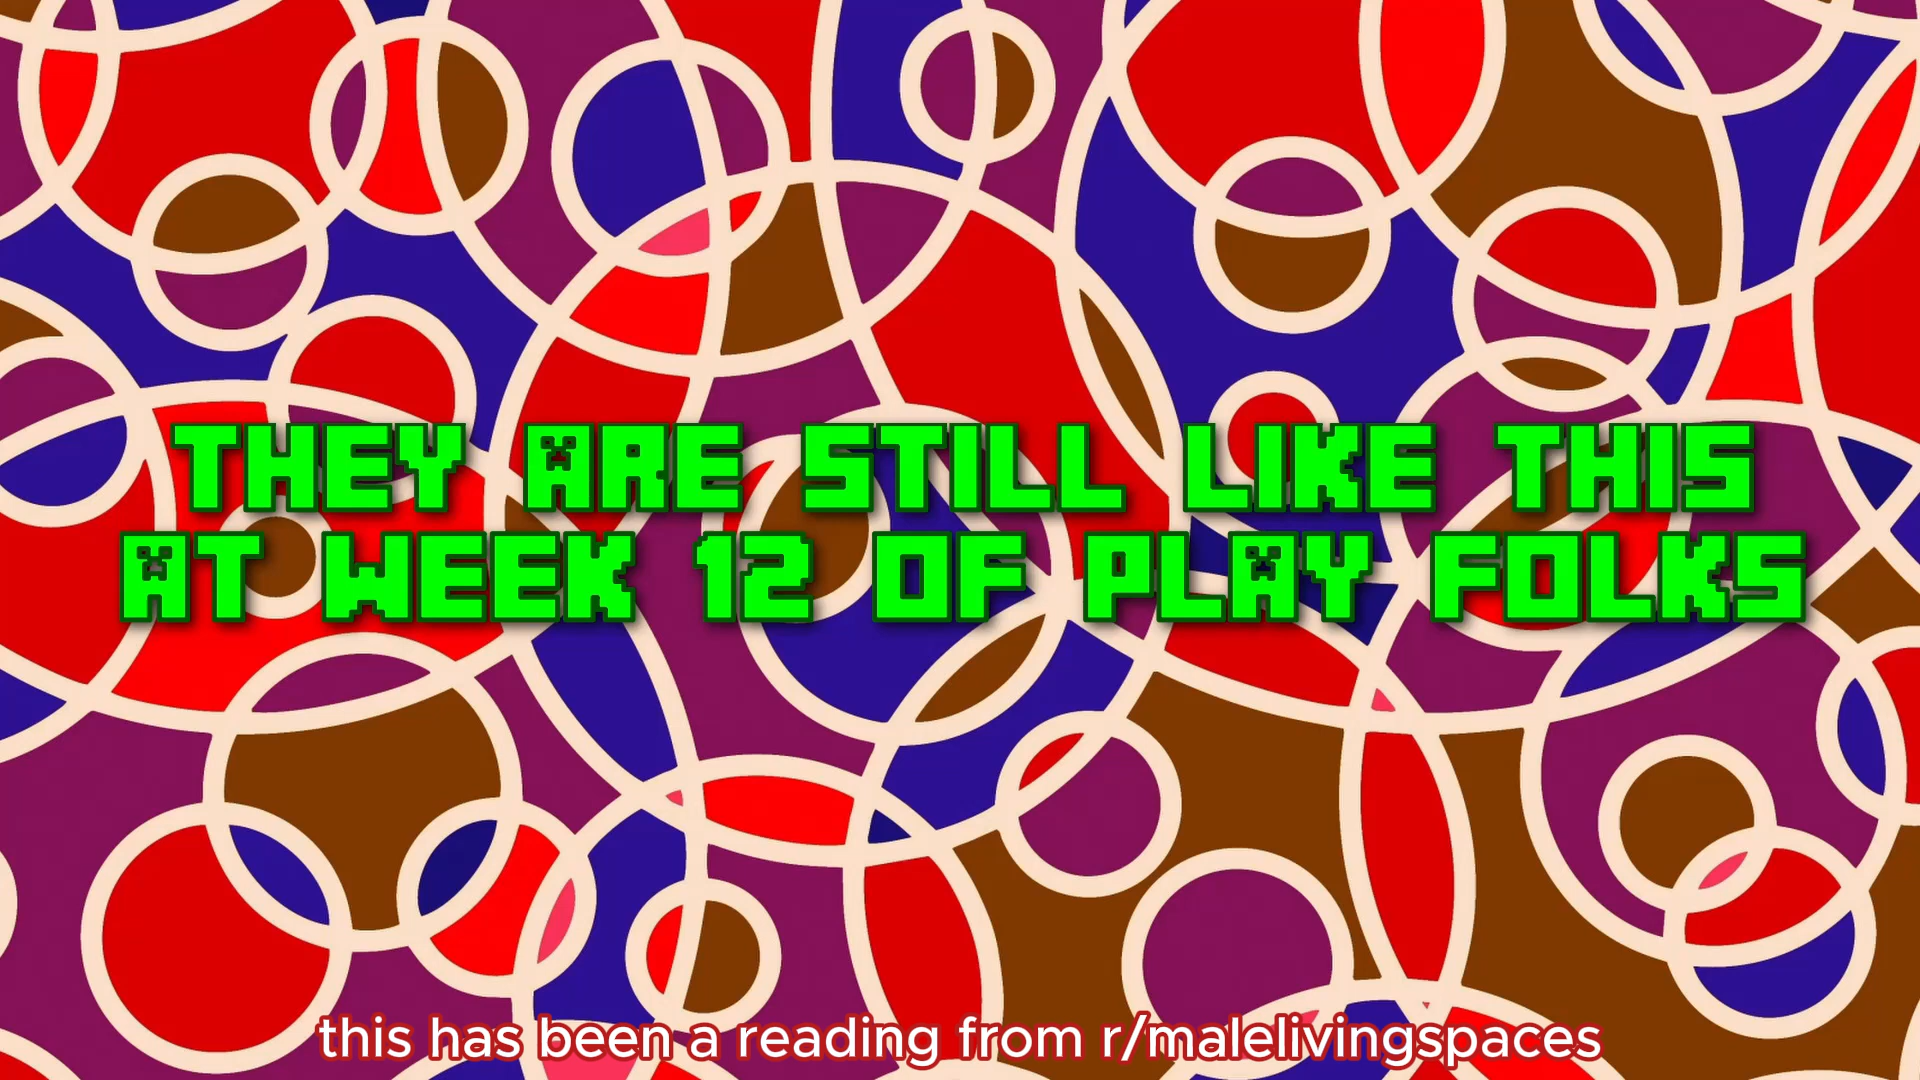 THEY ARE STILL LIKE THIS
AT WEEK 12 OF PLAY FOLKS
this has been a reading from r/malelivingspaces